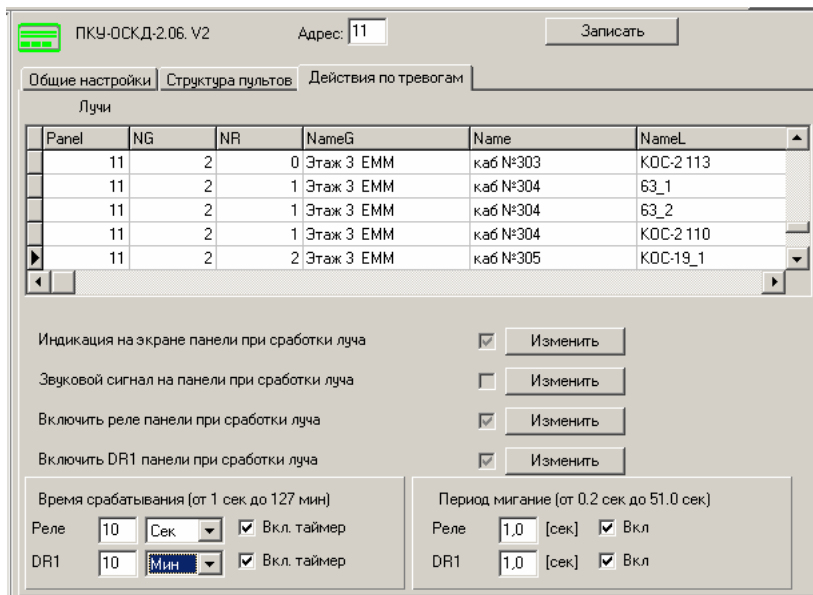 ПКУ-ОСКД-2.06. V2 Адрес: 11 Записать
Общие настройки Структура пультов Действия по тревогам
Лучи
Panel NG NR NameG Name NameL
11 2 0 Этаж 3 ЕММ каб №303 КОС-2 113
11 2 1 Этаж 3 ЕММ каб №304 63_1
11 2 1 Этаж 3 ЕММ каб №304 63_2
11 2 1 Этаж 3 ЕММ каб №304 КОС-2 110
11 2 2 Этаж 3 ЕММ каб №305 КОС-19_1
Индикация на экране панели при сработки луча Изменить
Звуковой сигнал на панели при сработки луча Изменить
Включить реле панели при сработки луча Изменить
Включить DR1 панели при сработки луча Изменить
Время срабатывания (от 1 сек до 127 мин) Период мигание (от 0.2 сек до 51.0 сек)
Реле 10 Сек Вкл. таймер Реле 1,0 [сек] Вкл
DR1 10 Мин Вкл. таймер DR1 1,0 [сек] Вкл